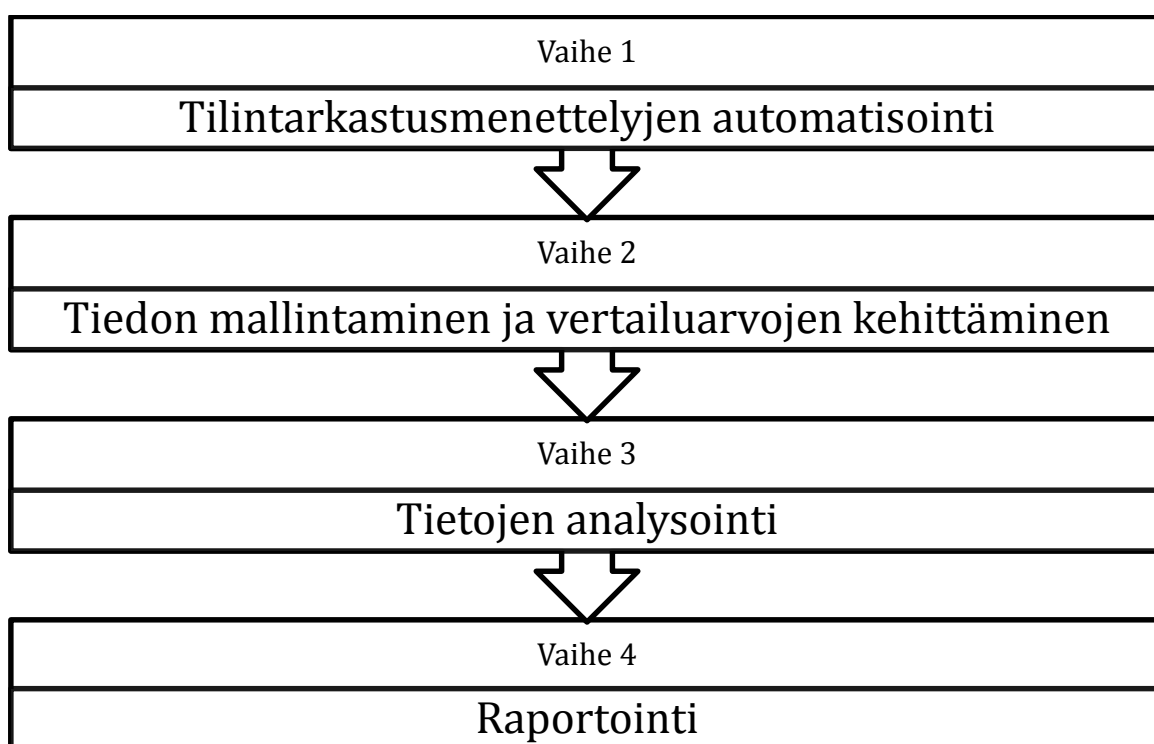 Vaihe 1
Tilintarkastusmenettelyjen automatisointi
Vaihe 2
Tiedon mallintaminen ja vertailuarvojen kehittäminen
Vaihe 3
Tietojen analysointi
Vaihe 4
Raportointi